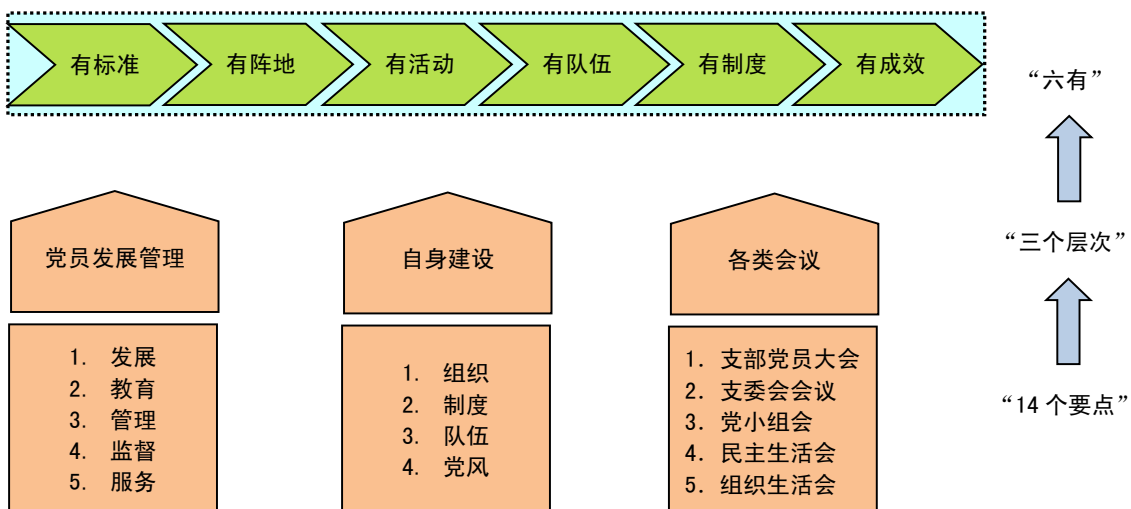 有标准
有阵地
有活动
有队伍
有制度
有成效
“六有”
党员发展管理
自身建设
各类会议
“三个层次”
1. 发展
2. 教育
3. 管理
4. 监督
5. 服务
1. 组织
2. 制度
3. 队伍
4. 党风
1. 支部党员大会
2. 支委会会议
3. 党小组会
4. 民主生活会
5. 组织生活会
“14 个要点”